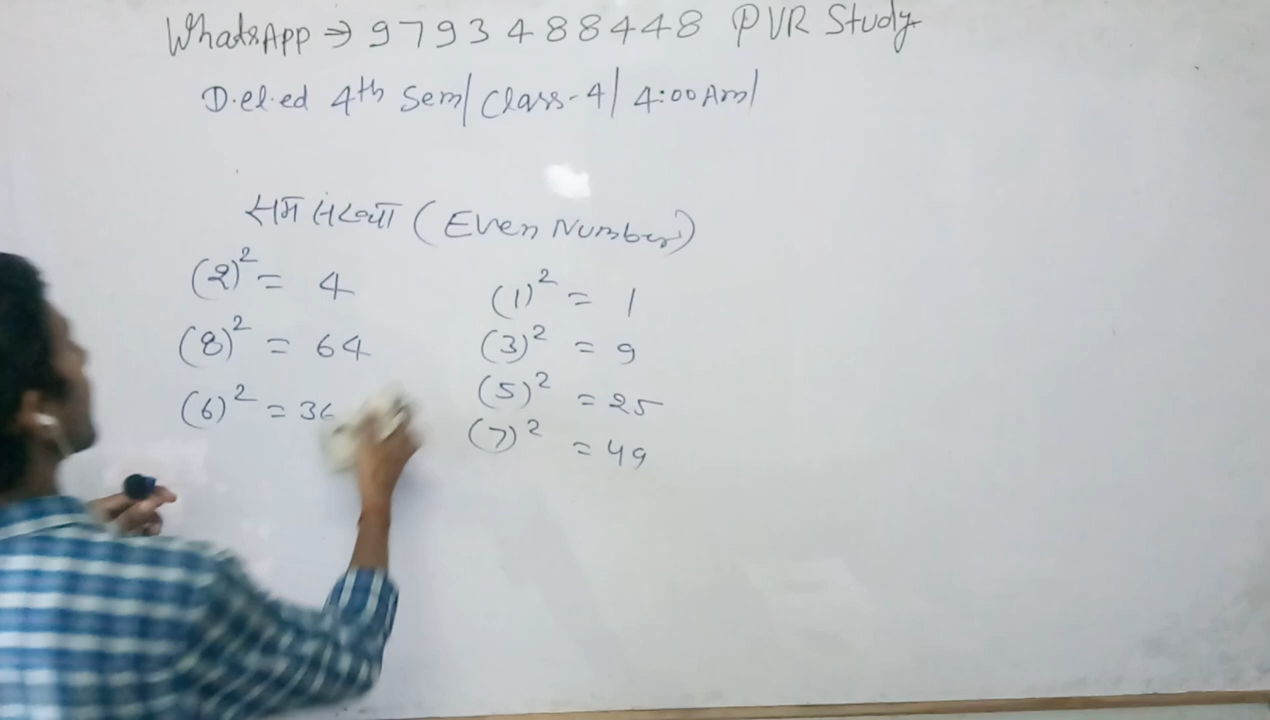 WhatsApp ⇒ 9793488448 PVR Study
D.el.ed 4th Sem/ Class-4/ 4:00 Am/
सम संख्या (Even Number)
(2)² = 4
(8)² = 64
(6)² = 36
(1)² = 1
(3)² = 9
(5)² = 25
(7)² = 49